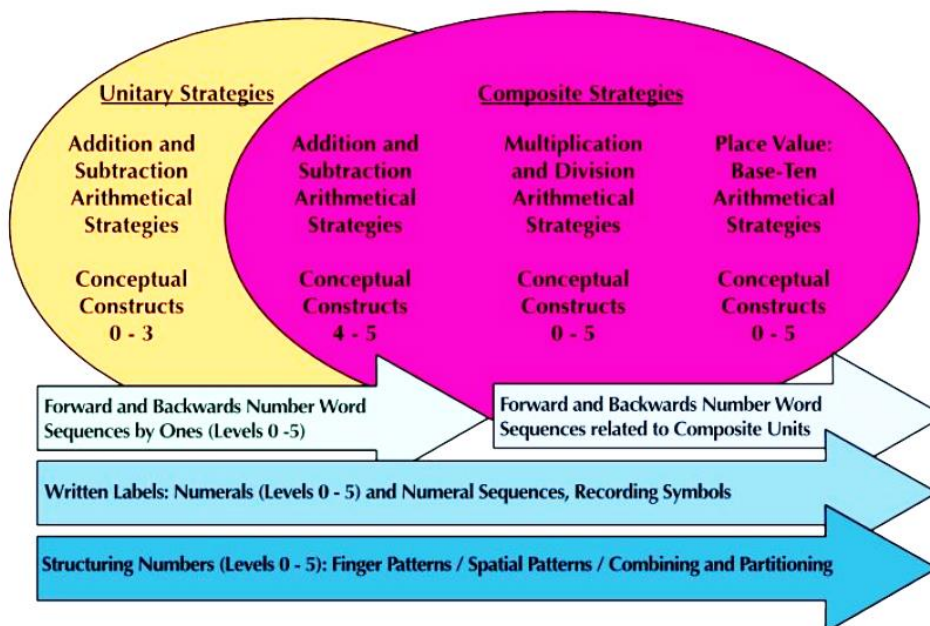 Unitary Strategies
Addition and
Subtraction
Arithmetical
Strategies
Conceptual
Constructs
0 - 3
Composite Strategies
Addition and
Subtraction
Arithmetical
Strategies
Conceptual
Constructs
4 - 5
Multiplication
and Division
Arithmetical
Strategies
Conceptual
Constructs
0 - 5
Place Value:
Base-Ten
Arithmetical
Strategies
Conceptual
Constructs
0 - 5
Forward and Backwards Number Word
Sequences by Ones (Levels 0 -5)
Forward and Backwards Number Word
Sequences related to Composite Units
Written Labels: Numerals (Levels 0 - 5) and Numeral Sequences, Recording Symbols
Structuring Numbers (Levels 0 - 5): Finger Patterns / Spatial Patterns / Combining and Partitioning